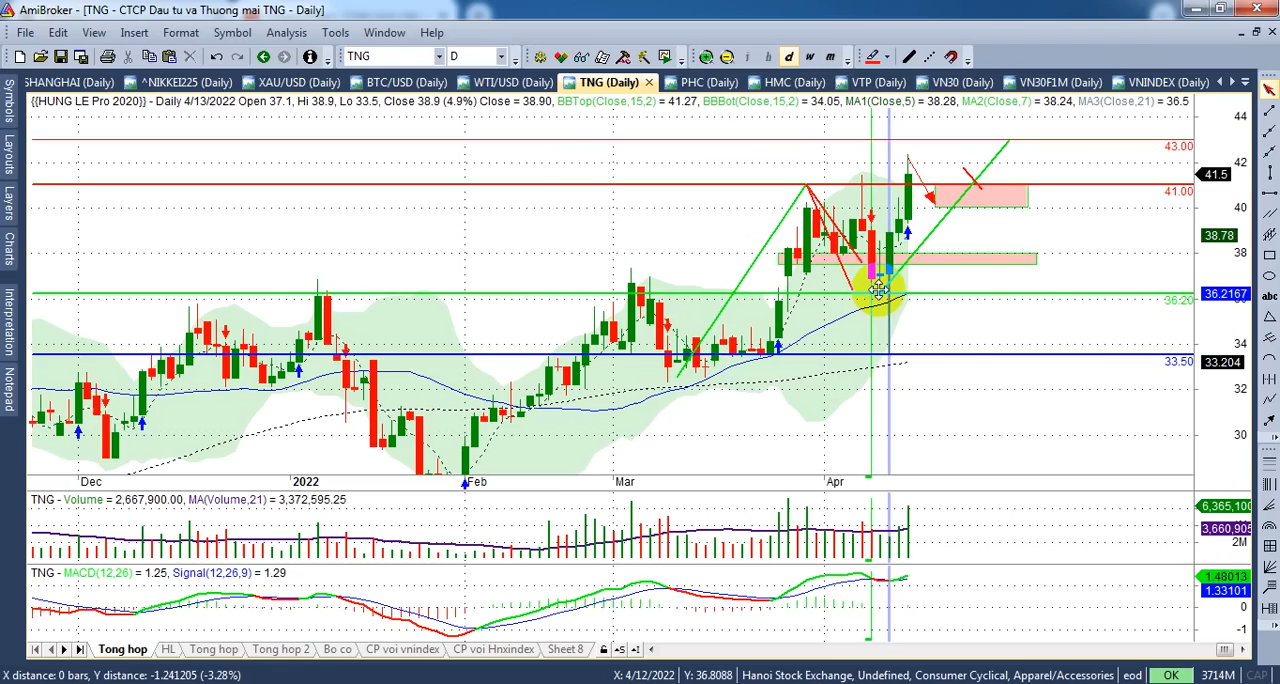 AmiBroker - [TNG - CTCP Dau tu va Thuong mai TNG - Daily]
File Edit View Insert Format Symbol Analysis Tools Window Help
TNG D i h d w m
SHANGHAI (Daily) ^NIKKEI225 (Daily) XAU/USD (Daily) BTC/USD (Daily) WTI/USD (Daily) TNG (Daily) PHC (Daily) HMC (Daily) VTP (Daily) VN30 (Daily) VN30F1M (Daily) VNINDEX (Daily)
{{HUNG LE Pro 2020}} - Daily 4/13/2022 Open 37.1, Hi 38.9, Lo 33.5, Close 38.9 (4.9%) Close = 38.90, BBTop(Close,15,2) = 41.27, BBBot(Close,15,2) = 34.05, MA1(Close,5) = 38.28, MA2(Close,7) = 38.24, MA3(Close,21) = 36.5
Symbols
Layouts
Layers
Charts
Interpretation
Notepad
44
43.00
42
41.5
41.00
40
38.78
38
36.2167
36.20
34
33.50
33.204
32
30
Dec 2022 Feb Mar Apr
TNG - Volume = 2,667,900.00, MA(Volume,21) = 3,372,595.25
6,365,100
3,660,905
2M
TNG - MACD(12,26) = 1.25, Signal(12,26,9) = 1.29
1.48013
1.33101
0
-1
abc
Tong hop HL Tong hop Tong hop 2 Bo co CP voi vnindex CP voi Hnxindex Sheet 8
X distance: 0 bars, Y distance: -1.241205 (-3.28%) X: 4/12/2022, Y: 36.8088 Hanoi Stock Exchange, Undefined, Consumer Cyclical, Apparel/Accessories eod OK 3714M CAP